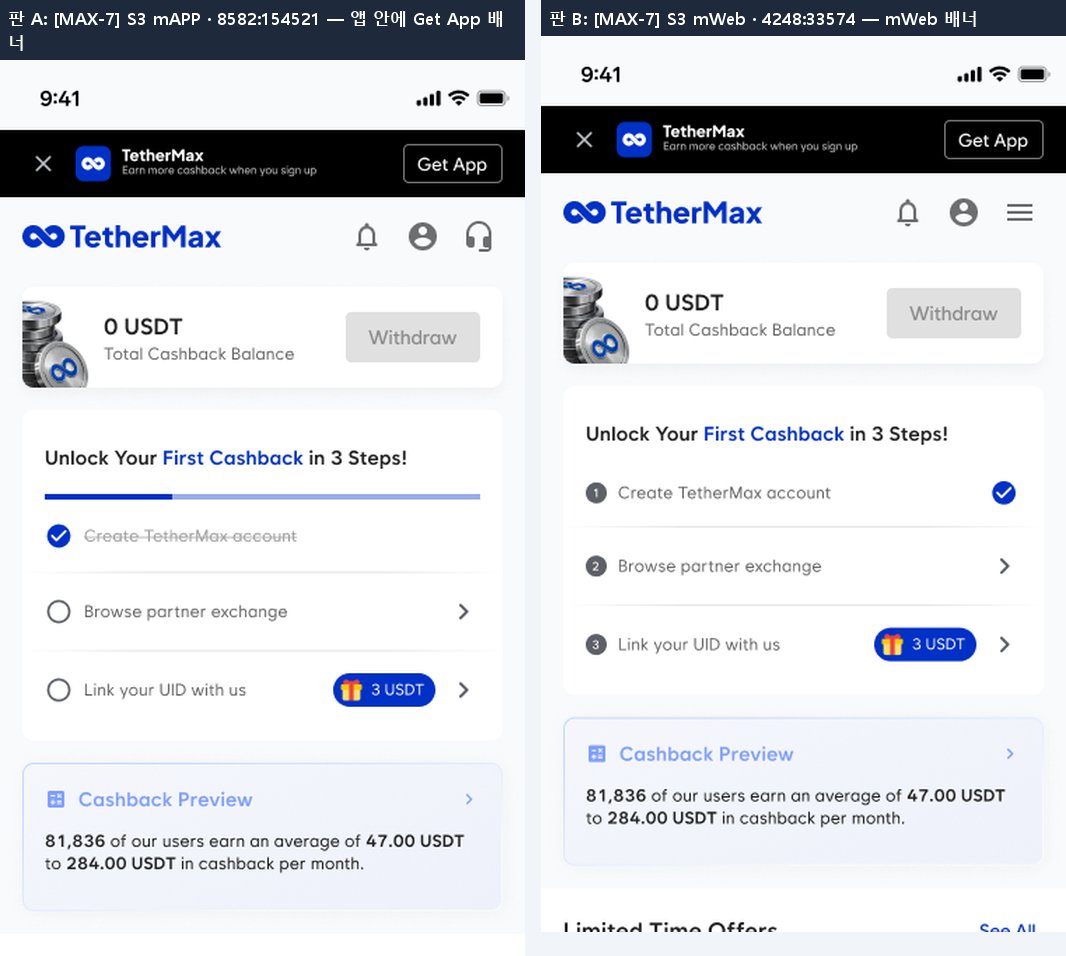 판 A: [MAX-7] S3 mAPP · 8582:154521 — 앱 안에 Get App 배
너
9:41
TetherMax
Earn more cashback when you sign up
Get App
TetherMax
0 USDT
Total Cashback Balance
Withdraw
Unlock Your First Cashback in 3 Steps!
Create TetherMax account
Browse partner exchange
Link your UID with us
3 USDT
Cashback Preview
81,836 of our users earn an average of 47.00 USDT
to 284.00 USDT in cashback per month.
판 B: [MAX-7] S3 mWeb · 4248:33574 — mWeb 배너
9:41
TetherMax
Earn more cashback when you sign up
Get App
TetherMax
0 USDT
Total Cashback Balance
Withdraw
Unlock Your First Cashback in 3 Steps!
1 Create TetherMax account
2 Browse partner exchange
3 Link your UID with us
3 USDT
Cashback Preview
81,836 of our users earn an average of 47.00 USDT
to 284.00 USDT in cashback per month.
Limited Time Offers
See All